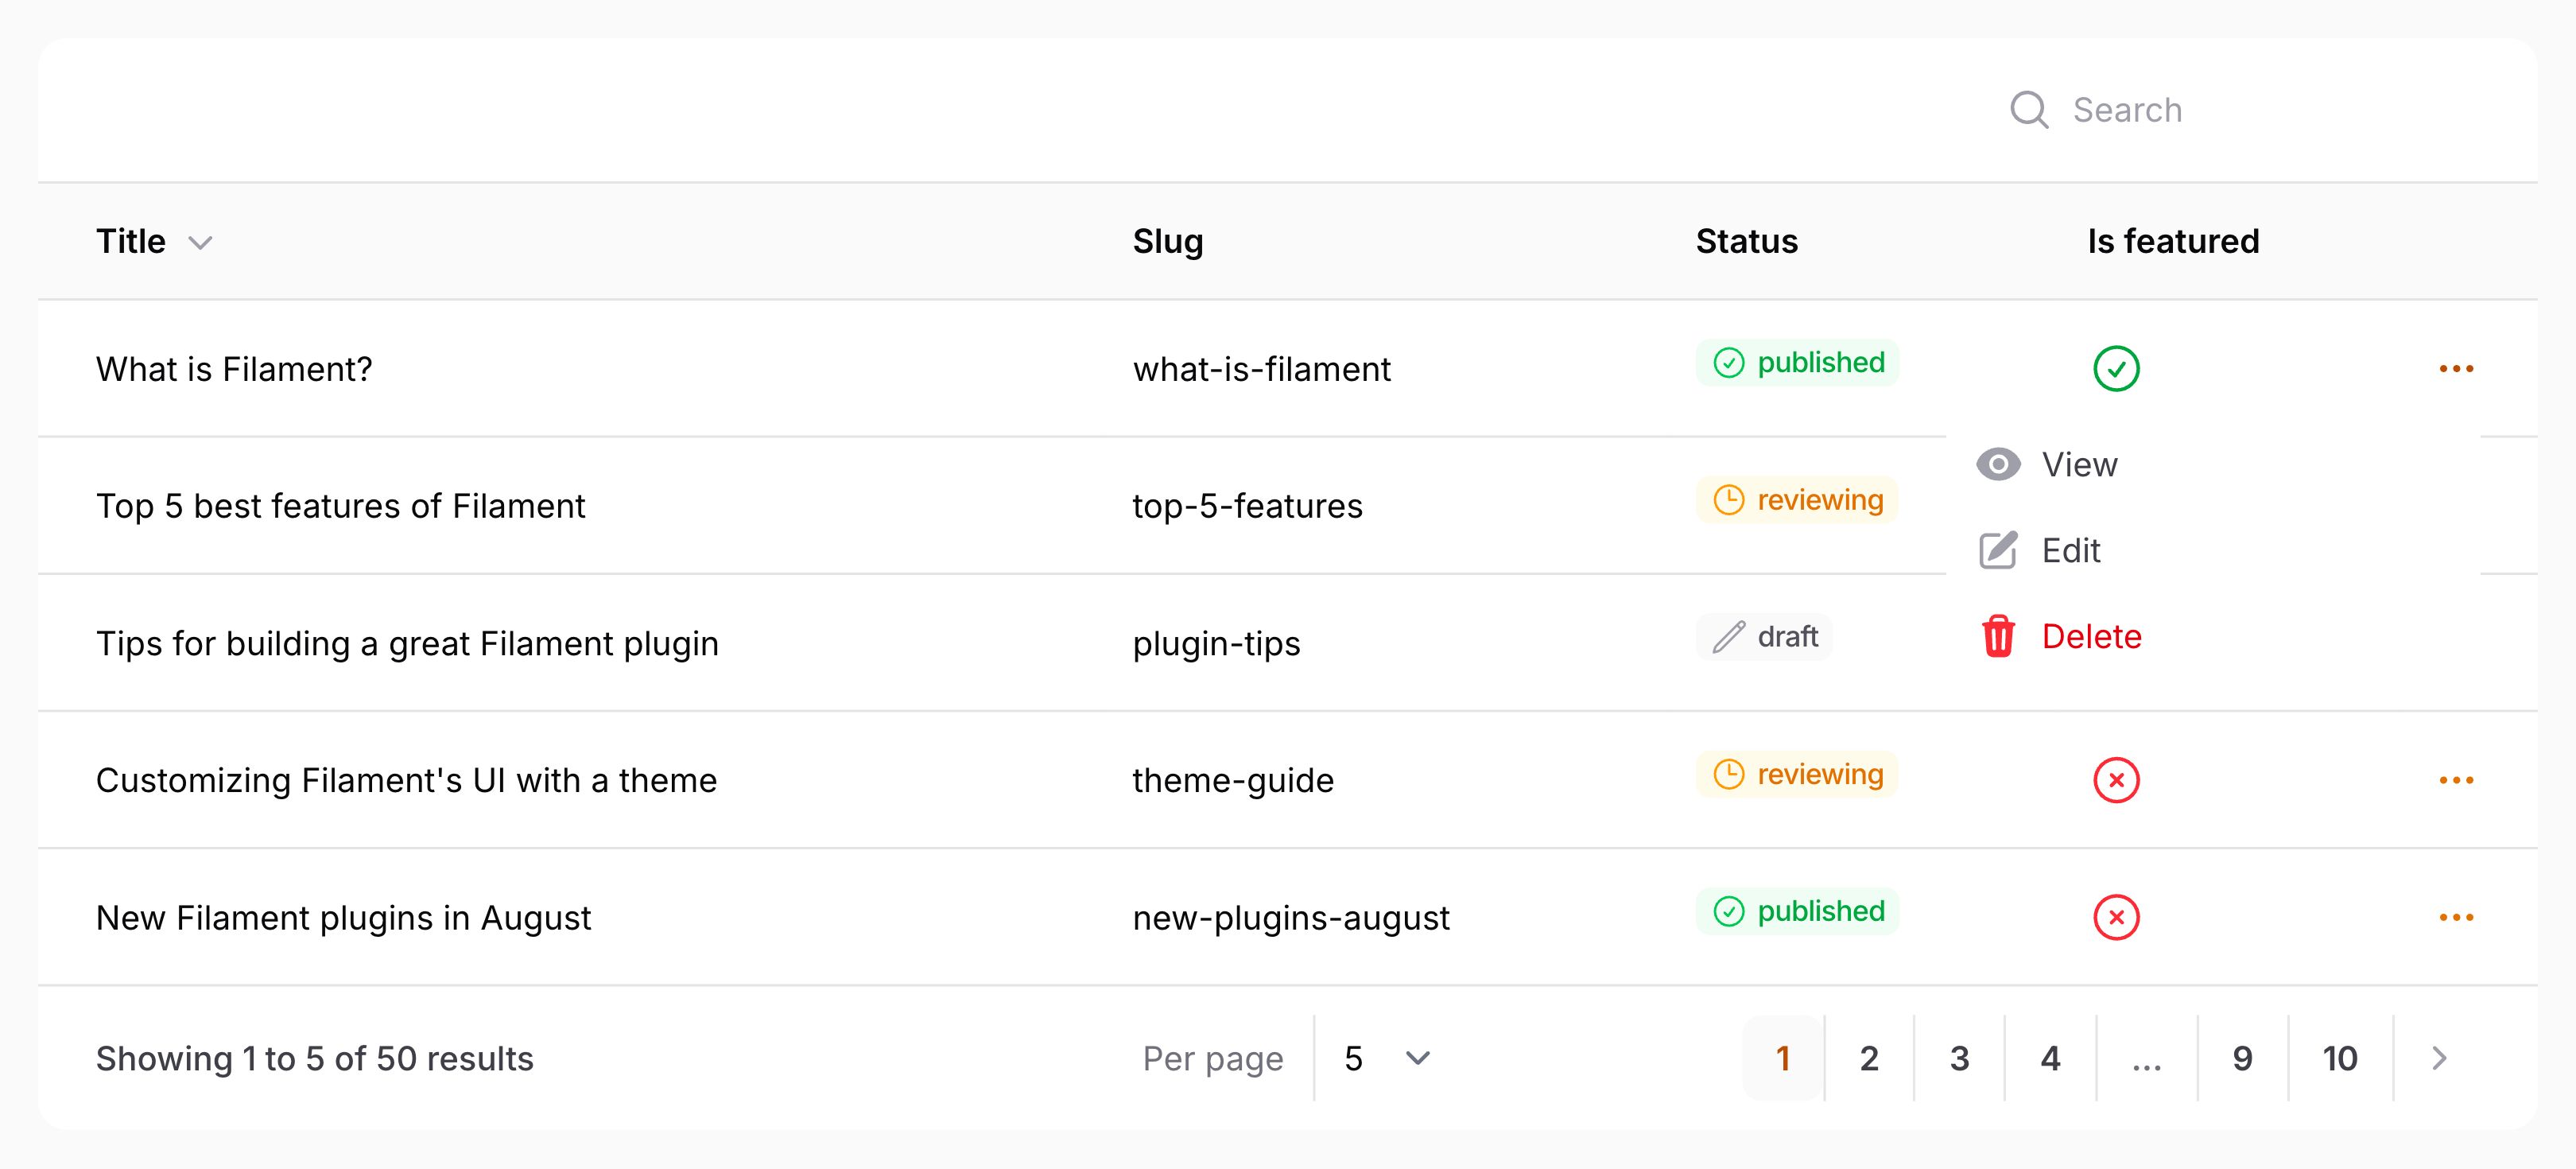 Search
Title Slug Status Is featured
What is Filament? what-is-filament published
View
Top 5 best features of Filament top-5-features reviewing
Edit
Tips for building a great Filament plugin plugin-tips draft
Delete
Customizing Filament's UI with a theme theme-guide reviewing
New Filament plugins in August new-plugins-august published
Showing 1 to 5 of 50 results Per page 5 1 2 3 4 ... 9 10